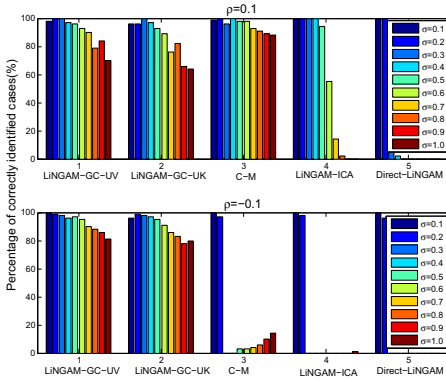 ρ=0.1
Percentage of correctly identified cases(%)
100
80
60
40
20
0
1
2
3
4
5
LiNGAM−GC−UV
LiNGAM−GC−UK
C−M
LiNGAM−ICA
Direct−LiNGAM
σ=0.1
σ=0.2
σ=0.3
σ=0.4
σ=0.5
σ=0.6
σ=0.7
σ=0.8
σ=0.9
σ=1.0
ρ=−0.1
100
80
60
40
20
0
1
2
3
4
5
LiNGAM−GC−UV
LiNGAM−GC−UK
C−M
LiNGAM−ICA
Direct−LiNGAM
σ=0.1
σ=0.2
σ=0.3
σ=0.4
σ=0.5
σ=0.6
σ=0.7
σ=0.8
σ=0.9
σ=1.0